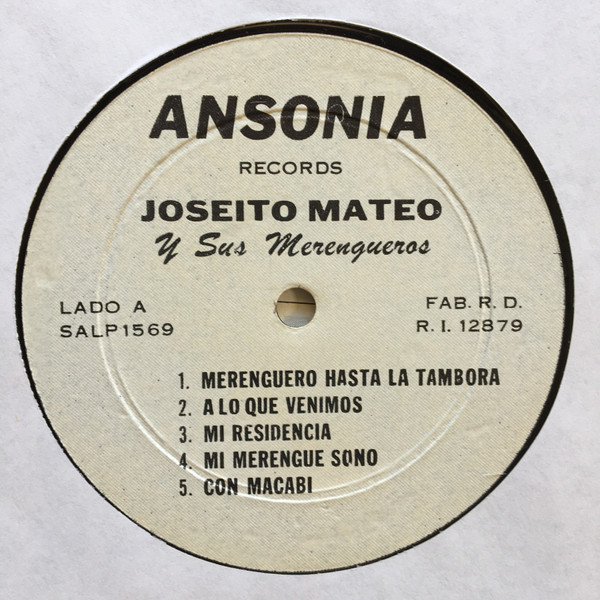 ANSONIA
RECORDS
JOSEITO MATEO
Y Sus Merengueros
LADO A
SALP1569
FAB. R. D.
R. I. 12879
1. MERENGUERO HASTA LA TAMBORA
2. A LO QUE VENIMOS
3. MI RESIDENCIA
4. MI MERENGUE SONO
5. CON MACABI